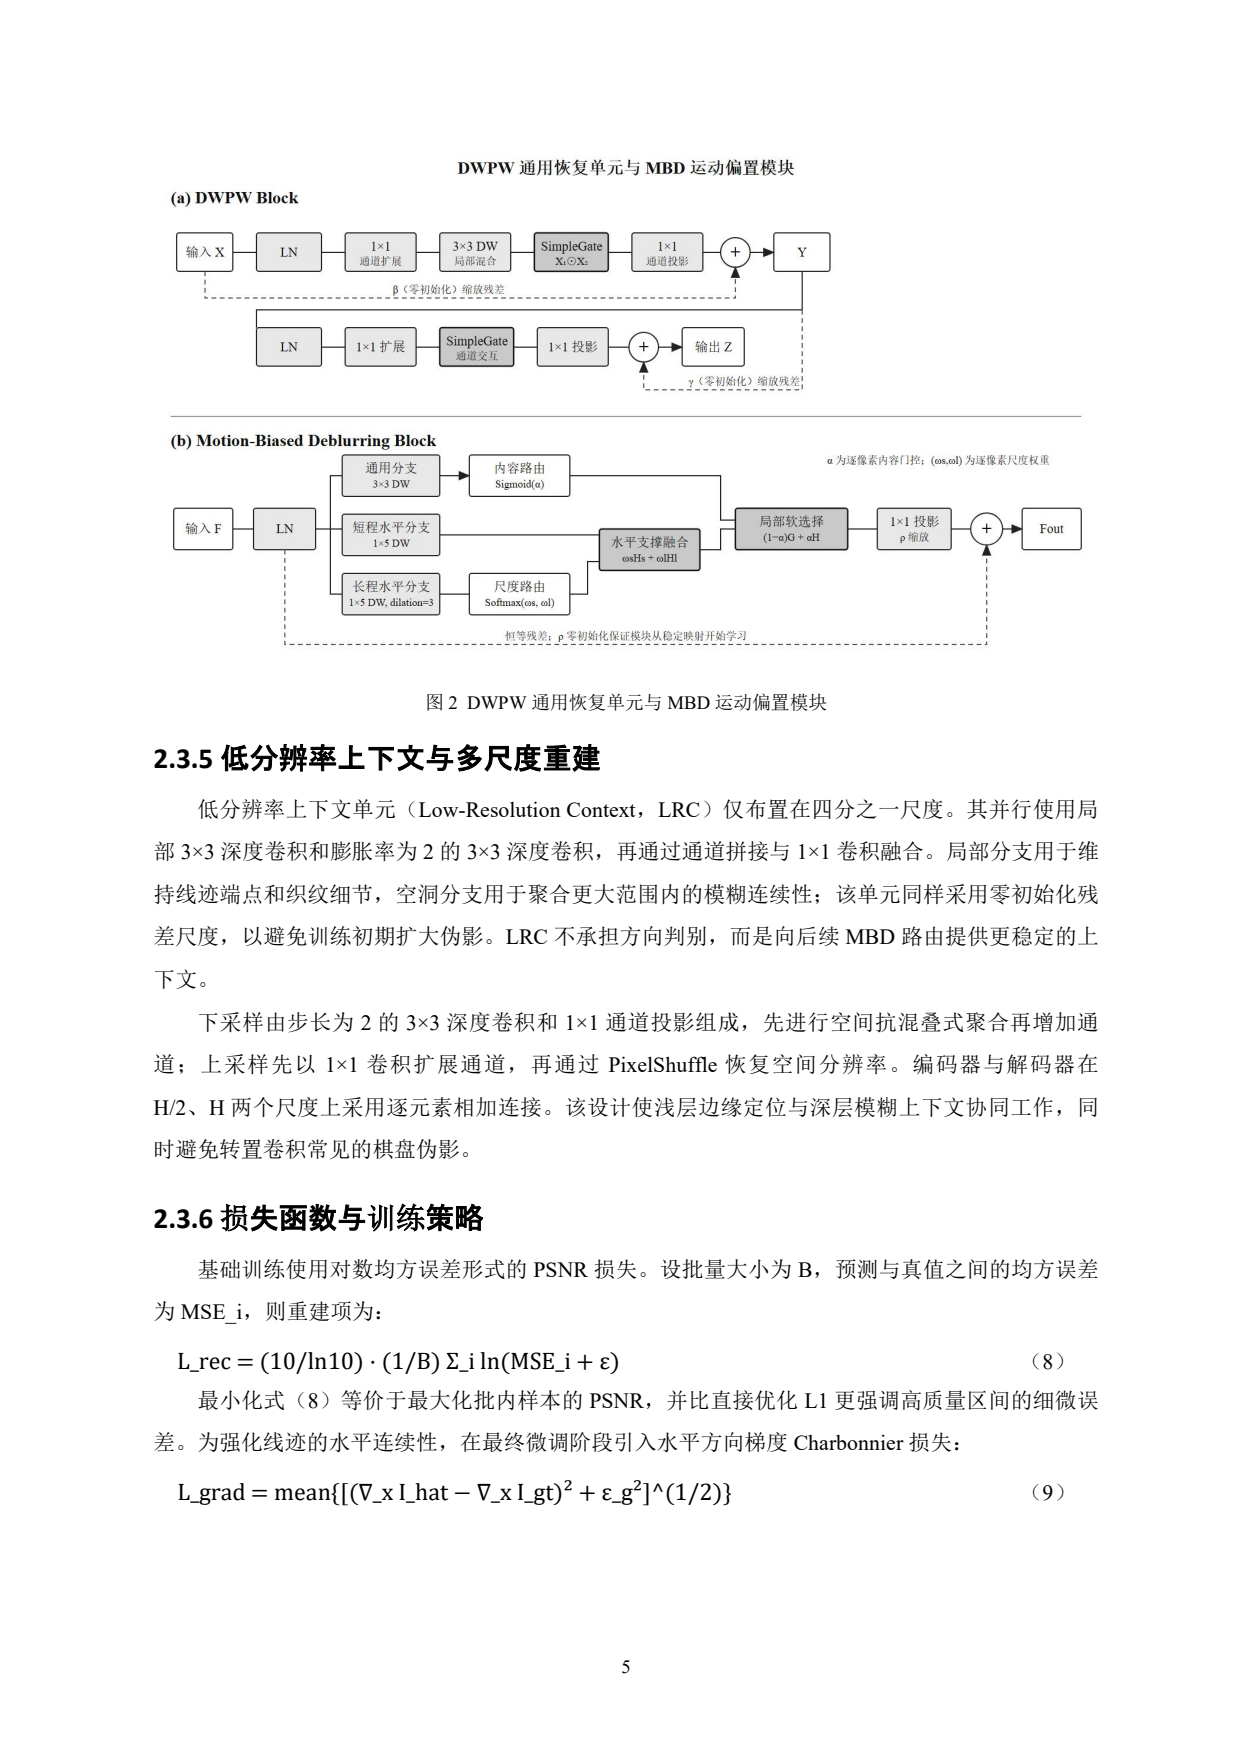 DWPW 通用恢复单元与 MBD 运动偏置模块
(a) DWPW Block
输入 X
LN
1×1
通道扩展
3×3 DW
局部混合
SimpleGate
X₁⊙X₂
1×1
通道投影
+
Y
β（零初始化）缩放残差
LN
1×1 扩展
SimpleGate
通道交互
1×1 投影
+
输出 Z
γ（零初始化）缩放残差
(b) Motion-Biased Deblurring Block
α 为逐像素内容门控；(ωs,ωl) 为逐像素尺度权重
输入 F
LN
通用分支
3×3 DW
内容路由
Sigmoid(α)
短程水平分支
1×5 DW
长程水平分支
1×5 DW, dilation=3
尺度路由
Softmax(ωs, ωl)
水平支撑融合
ωsHs + ωlHl
局部软选择
(1−α)G + αH
1×1 投影
ρ 缩放
+
Fout
恒等残差；ρ 零初始化保证模块从稳定映射开始学习
图 2 DWPW 通用恢复单元与 MBD 运动偏置模块
2.3.5 低分辨率上下文与多尺度重建
低分辨率上下文单元（Low-Resolution Context，LRC）仅布置在四分之一尺度。其并行使用局
部 3×3 深度卷积和膨胀率为 2 的 3×3 深度卷积，再通过通道拼接与 1×1 卷积融合。局部分支用于维
持线迹端点和织纹细节，空洞分支用于聚合更大范围内的模糊连续性；该单元同样采用零初始化残
差尺度，以避免训练初期扩大伪影。LRC 不承担方向判别，而是向后续 MBD 路由提供更稳定的上
下文。
下采样由步长为 2 的 3×3 深度卷积和 1×1 通道投影组成，先进行空间抗混叠式聚合再增加通
道；上采样先以 1×1 卷积扩展通道，再通过 PixelShuffle 恢复空间分辨率。编码器与解码器在
H/2、H 两个尺度上采用逐元素相加连接。该设计使浅层边缘定位与深层模糊上下文协同工作，同
时避免转置卷积常见的棋盘伪影。
2.3.6 损失函数与训练策略
基础训练使用对数均方误差形式的 PSNR 损失。设批量大小为 B，预测与真值之间的均方误差
为 MSE_i，则重建项为：
L_rec = (10/ln10) · (1/B) Σ_i ln(MSE_i + ε) （8）
最小化式（8）等价于最大化批内样本的 PSNR，并比直接优化 L1 更强调高质量区间的细微误
差。为强化线迹的水平连续性，在最终微调阶段引入水平方向梯度 Charbonnier 损失：
L_grad = mean{[(∇_x I_hat − ∇_x I_gt)² + ε_g²]^(1/2)} （9）
5